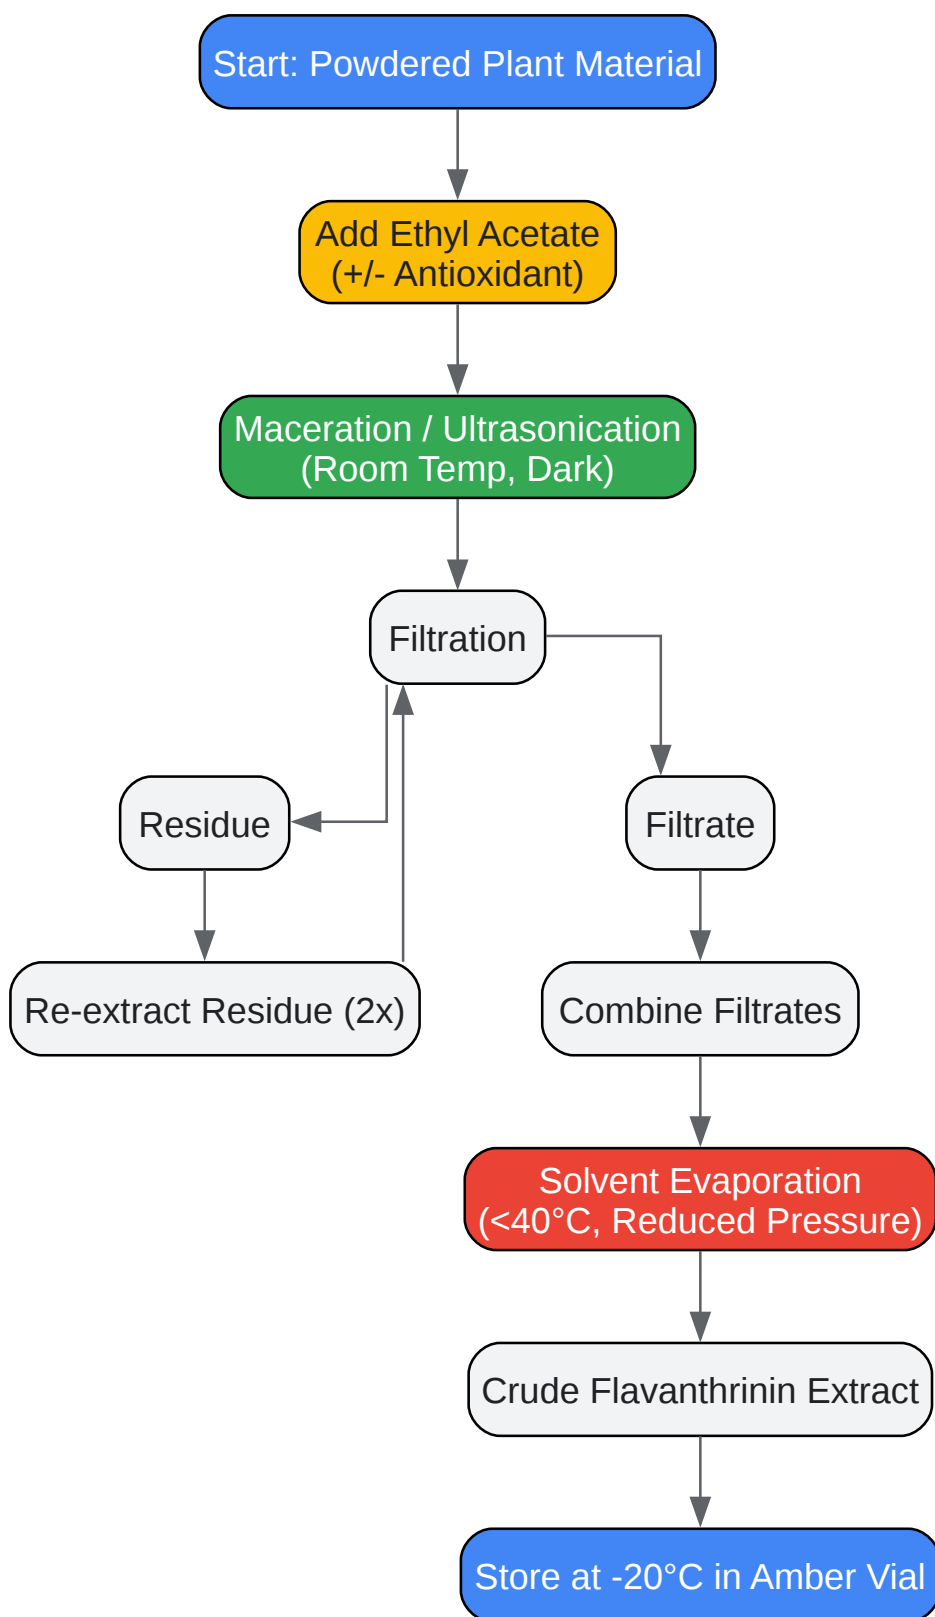 Start: Powdered Plant Material
Add Ethyl Acetate
(+/- Antioxidant)
Maceration / Ultrasonication
(Room Temp, Dark)
Filtration
Residue
Filtrate
Re-extract Residue (2x)
Combine Filtrates
Solvent Evaporation
(<40°C, Reduced Pressure)
Crude Flavanthrinin Extract
Store at -20°C in Amber Vial